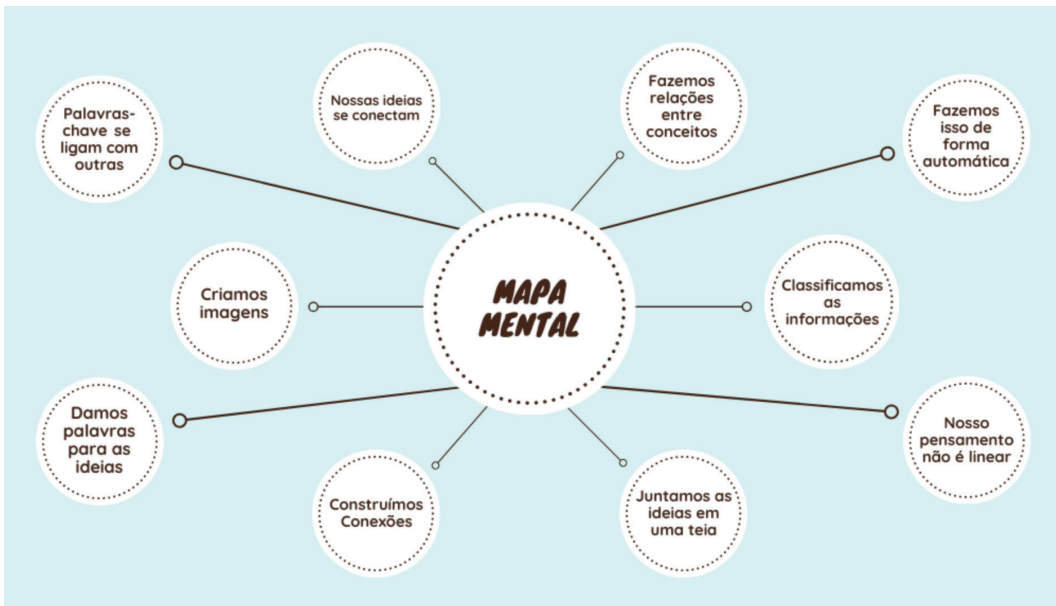 Palavras-
chave se
ligam com
outras
Nossas ideias
se conectam
Fazemos
relações
entre
conceitos
Fazemos
isso de
forma
automática
Criamos
imagens
MAPA
MENTAL
Classificamos
as
informações
Damos
palavras
para as
ideias
Construímos
Conexões
Juntamos as
ideias em
uma teia
Nosso
pensamento
não é linear